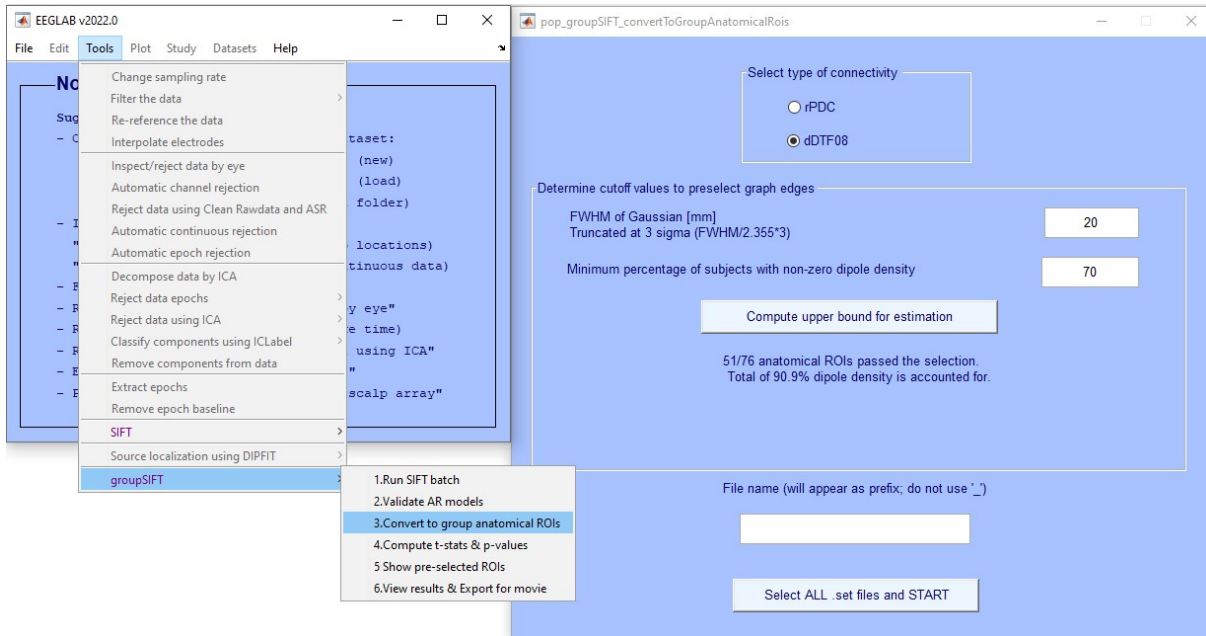 EEGLAB v2022.0
File Edit Tools Plot Study Datasets Help
No
Sug
- C
taset:
(new)
(load)
folder)
- I
"
locations)
"
tinuous data)
- E
- R
y eye"
- R
e time)
- R
using ICA"
- E
"
- P
scalp array"
Change sampling rate
Filter the data
Re-reference the data
Interpolate electrodes
Inspect/reject data by eye
Automatic channel rejection
Reject data using Clean Rawdata and ASR
Automatic continuous rejection
Automatic epoch rejection
Decompose data by ICA
Reject data epochs
Reject data using ICA
Classify components using ICLabel
Remove components from data
Extract epochs
Remove epoch baseline
SIFT
Source localization using DIPFIT
groupSIFT
1.Run SIFT batch
2.Validate AR models
3.Convert to group anatomical ROIs
4.Compute t-stats & p-values
5 Show pre-selected ROIs
6.View results & Export for movie
pop_groupSIFT_convertToGroupAnatomicalRois
Select type of connectivity
rPDC
dDTF08
Determine cutoff values to preselect graph edges
FWHM of Gaussian [mm]
Truncated at 3 sigma (FWHM/2.355*3)
20
Minimum percentage of subjects with non-zero dipole density
70
Compute upper bound for estimation
51/76 anatomical ROIs passed the selection.
Total of 90.9% dipole density is accounted for.
File name (will appear as prefix; do not use '_')
Select ALL .set files and START